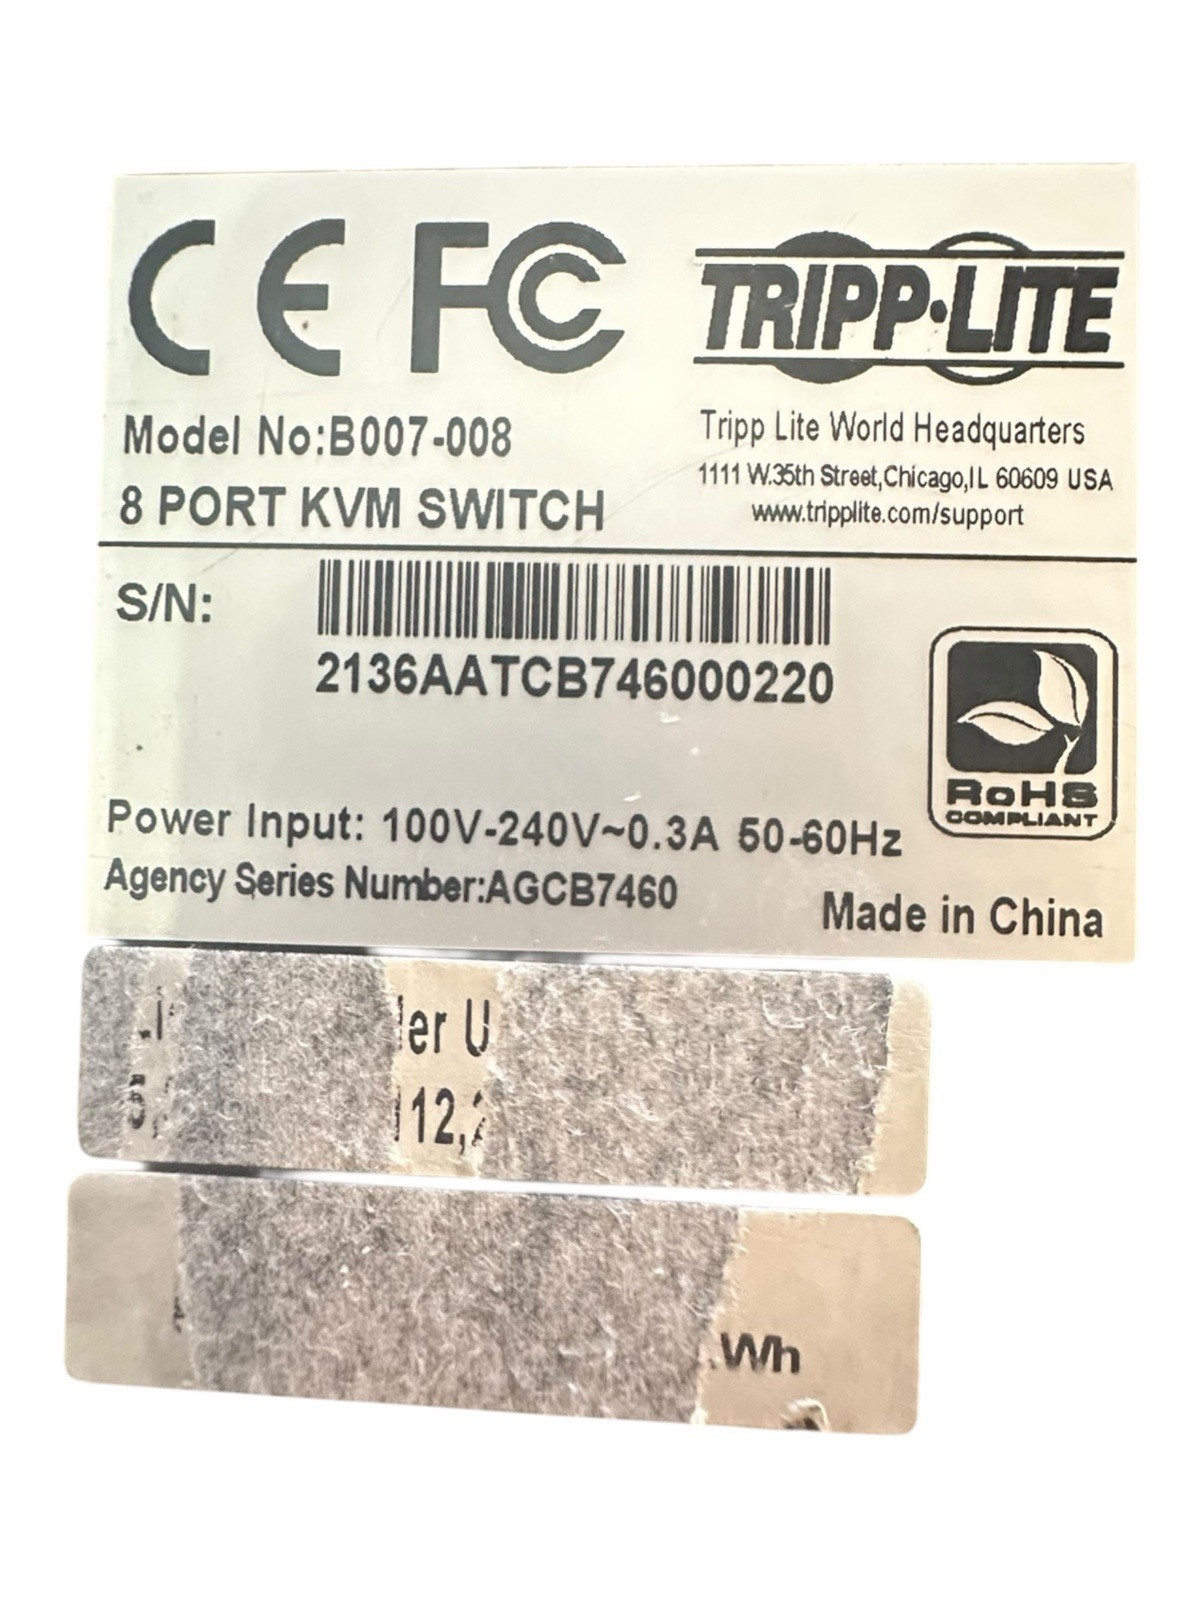 CE FC TRIPP·LITE
Model No:B007-008
8 PORT KVM SWITCH
Tripp Lite World Headquarters
1111 W.35th Street,Chicago,IL 60609 USA
www.tripplite.com/support
S/N:
2136AATCB746000220
RoHS
COMPLIANT
Power Input: 100V-240V~0.3A 50-60Hz
Agency Series Number:AGCB7460
Made in China
er U
12,
.Wh